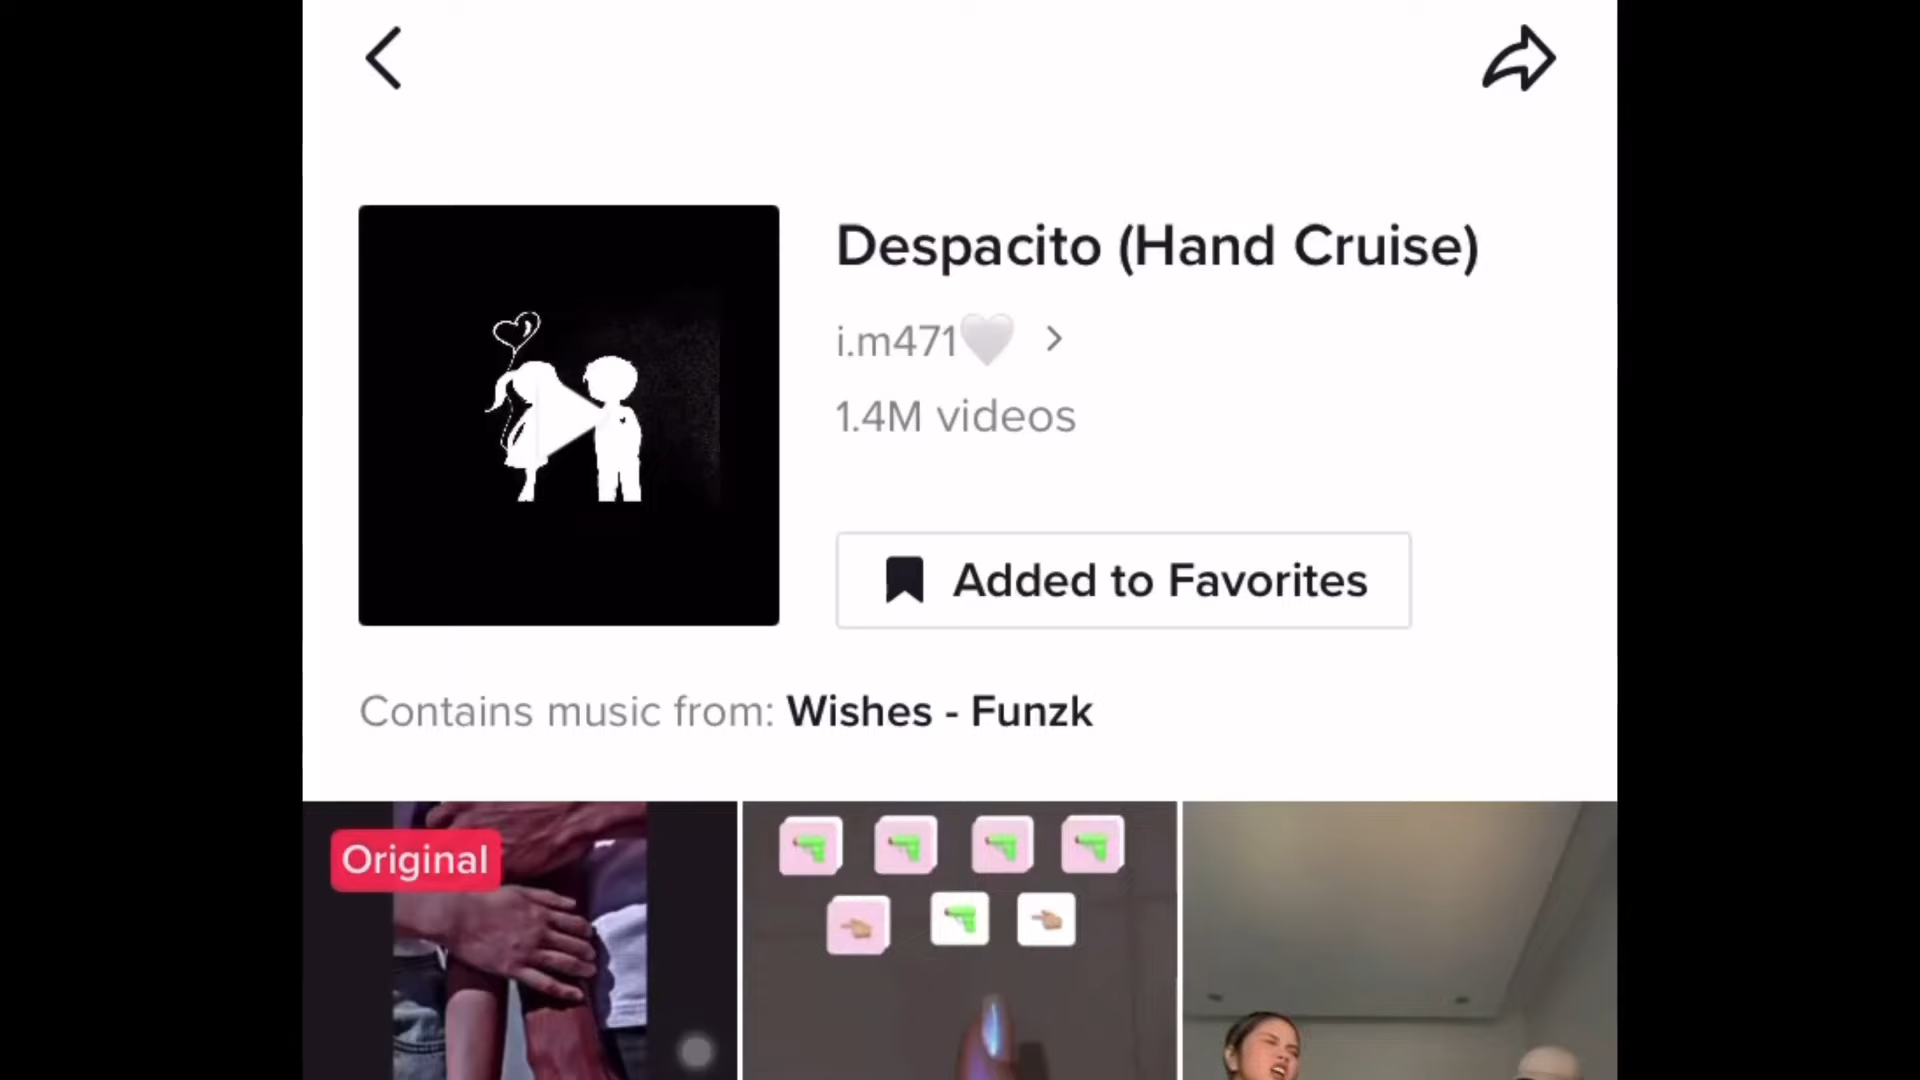 Despacito (Hand Cruise)
i.m471🤍 >
1.4M videos
Added to Favorites
Contains music from: Wishes - Funzk
Original